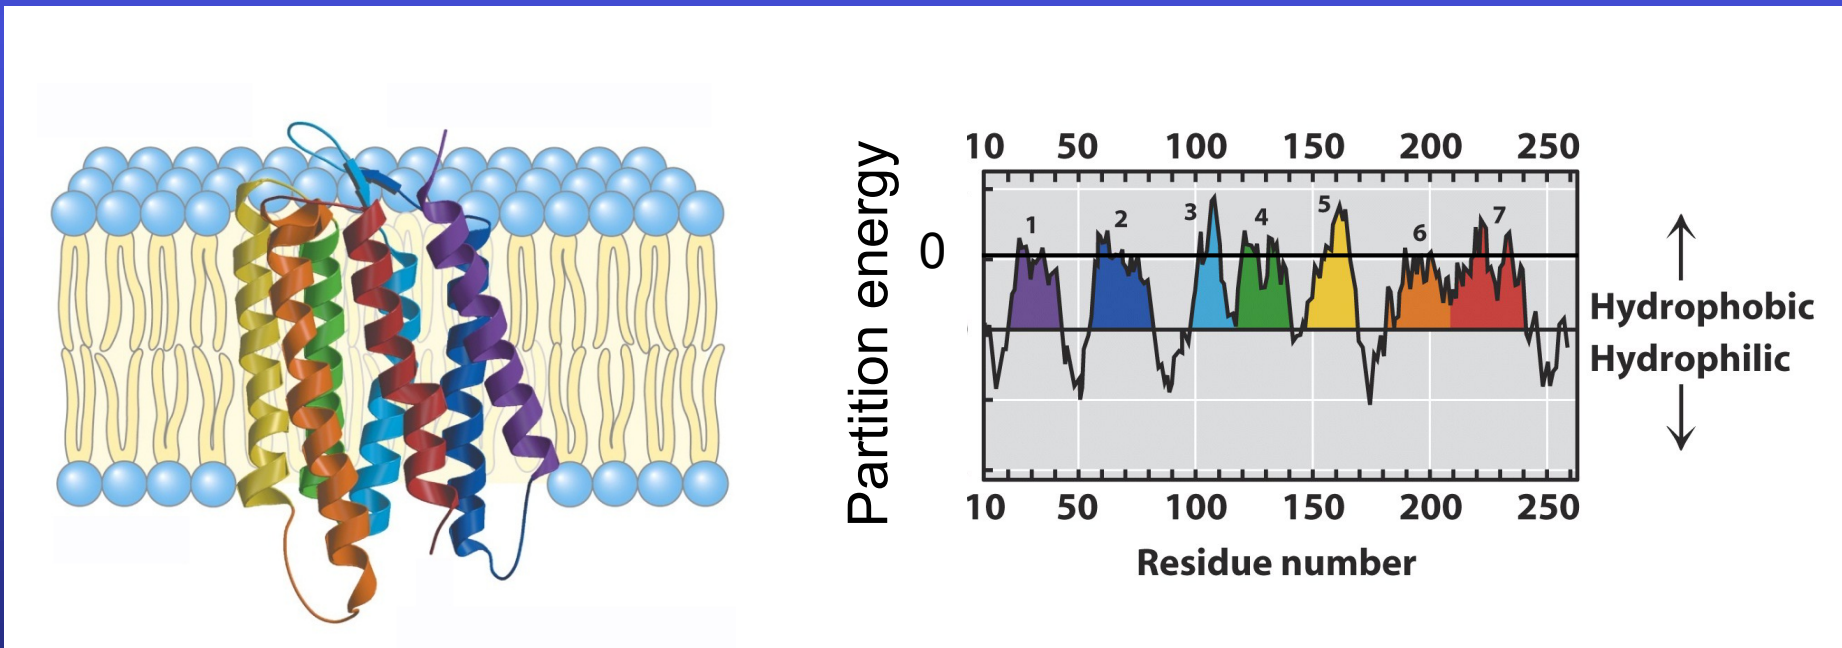 Partition energy
10 50 100 150 200 250
0
1 2 3 4 5 6 7
Hydrophobic
Hydrophilic
10 50 100 150 200 250
Residue number